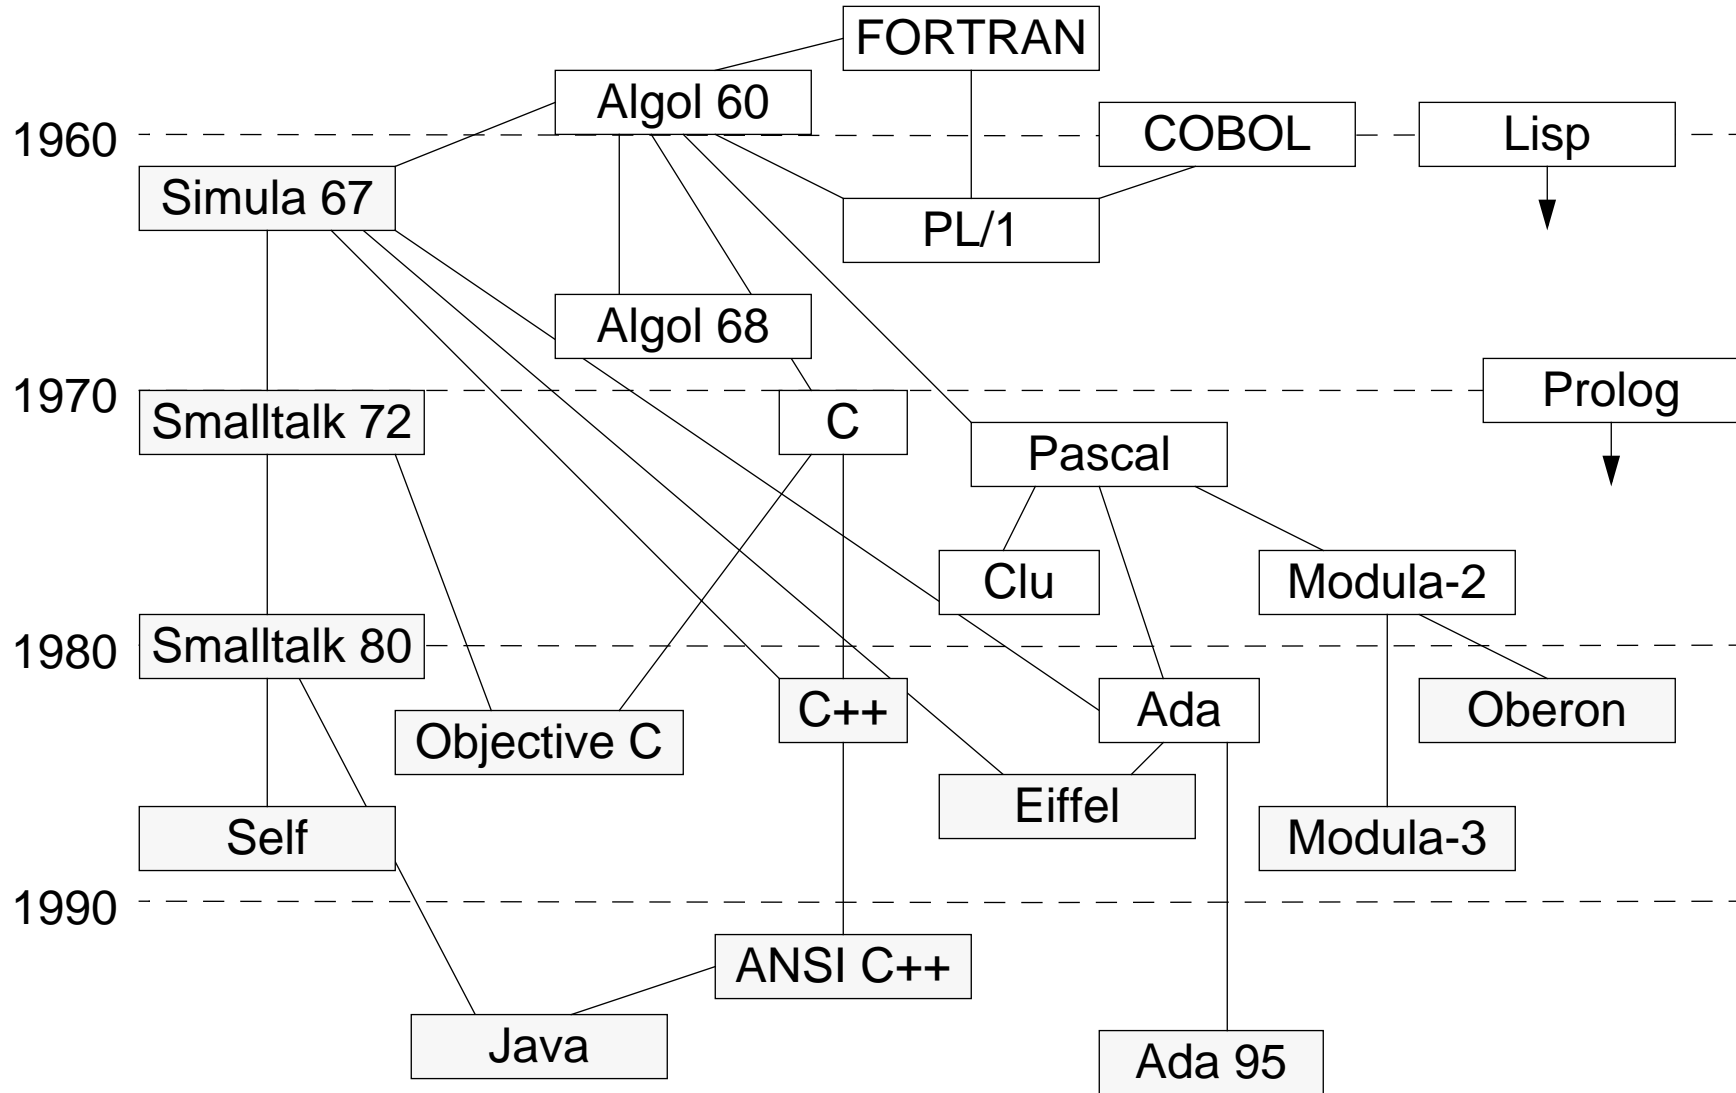 FORTRAN
Algol 60
1960
COBOL
Lisp
Simula 67
PL/1
Algol 68
1970
Prolog
Smalltalk 72
C
Pascal
Clu
Modula-2
1980
Smalltalk 80
C++
Ada
Oberon
Objective C
Eiffel
Self
Modula-3
1990
ANSI C++
Java
Ada 95